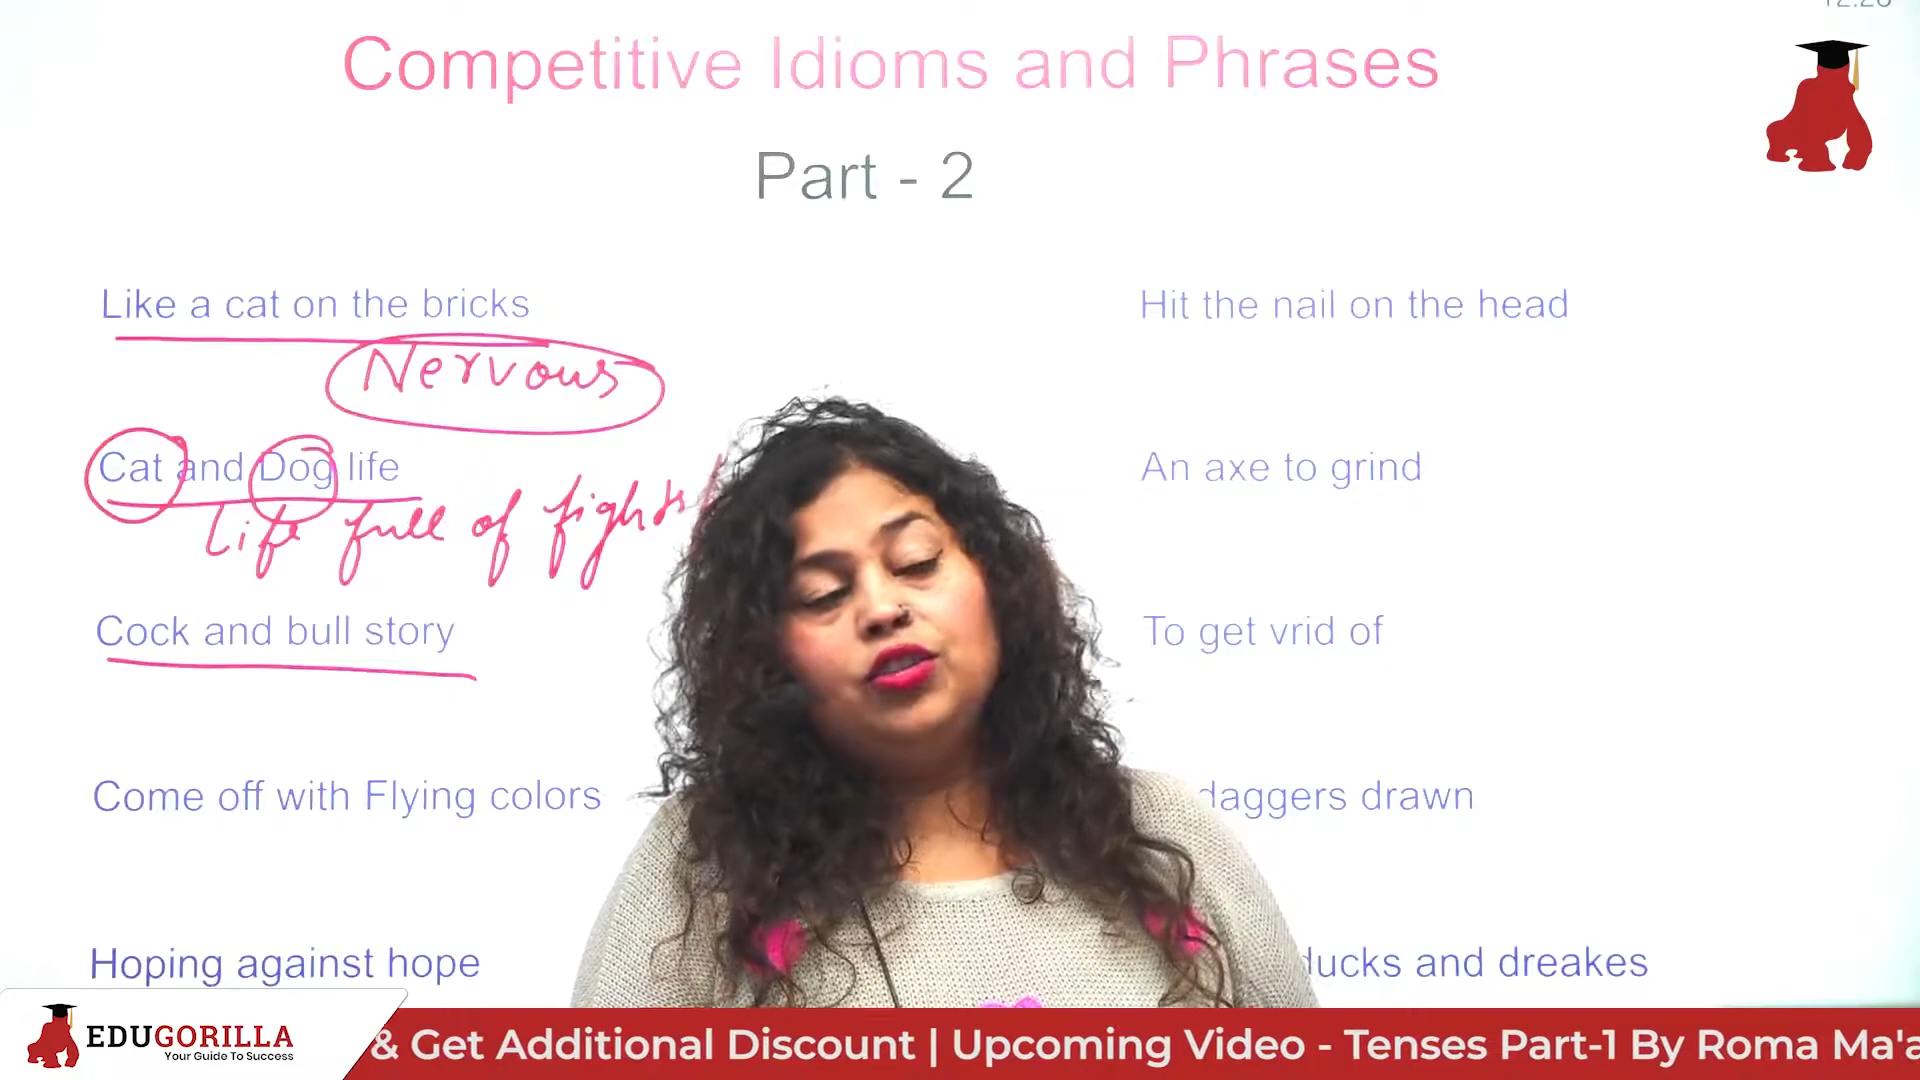 Competitive Idioms and Phrases
Part - 2
Like a cat on the bricks
Nervous
Cat and Dog life
Life full of fights
Cock and bull story
Come off with Flying colors
Hoping against hope
Hit the nail on the head
An axe to grind
To get vrid of
daggers drawn
ducks and dreakes
EDUGORILLA
Your Guide To Success
& Get Additional Discount | Upcoming Video - Tenses Part-1 By Roma Ma'a